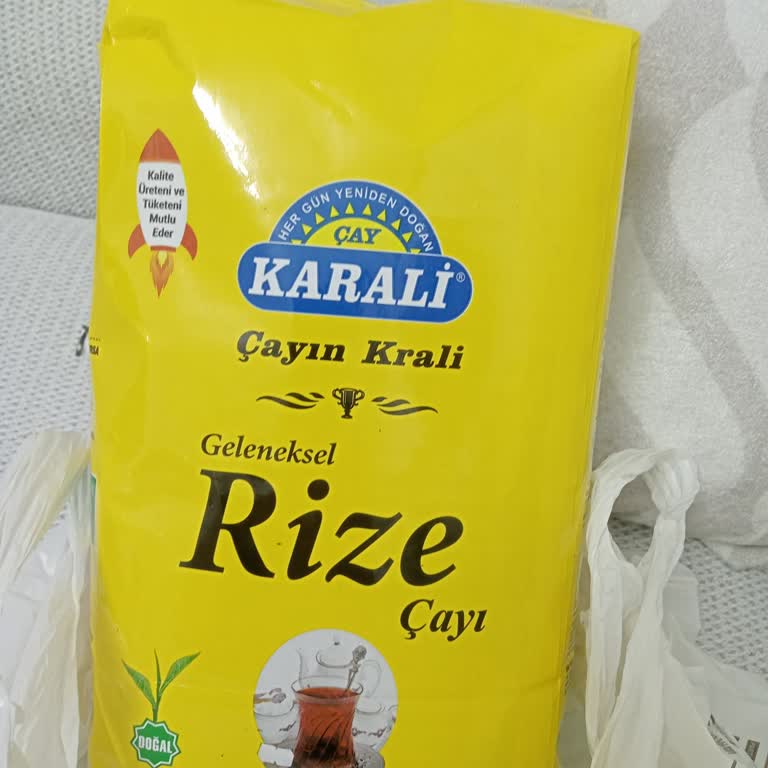 Kalite
Üreteni ve
Tüketeni
Mutlu
Eder
HER GÜN YENİDEN DOĞAN
ÇAY
KARALİ®
Çayın Krali
Geleneksel
Rize
Çayı
DOĞAL